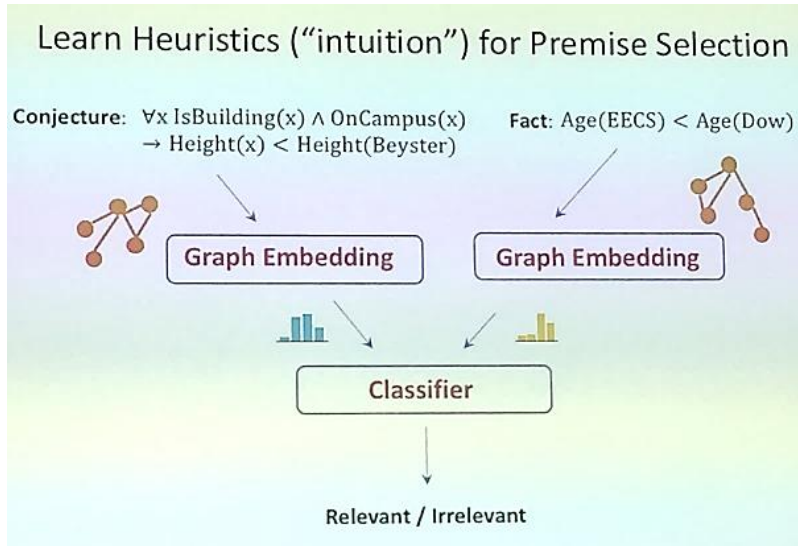 Learn Heuristics (“intuition”) for Premise Selection
Conjecture: ∀x IsBuilding(x) ∧ OnCampus(x)
→ Height(x) < Height(Beyster)
Fact: Age(EECS) < Age(Dow)
Graph Embedding
Graph Embedding
Classifier
Relevant / Irrelevant